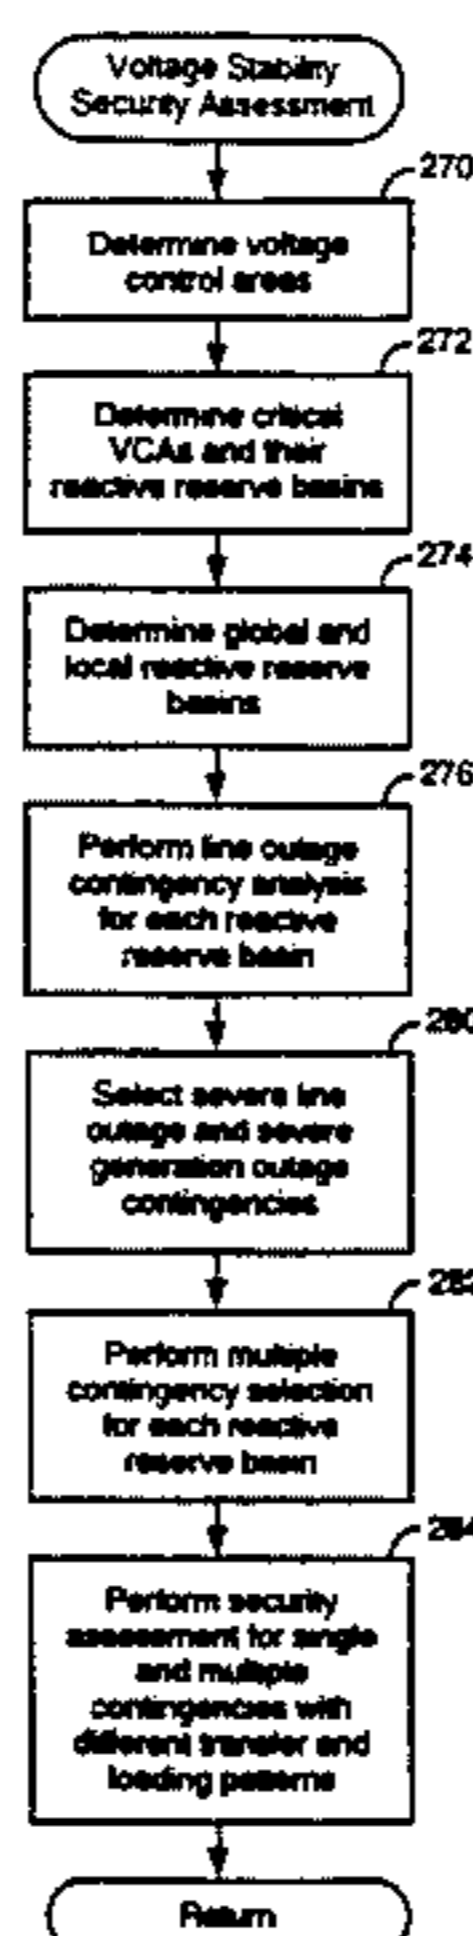 Voltage Stability
Security Assessment
270
Determine voltage
control areas
272
Determine critical
VCAs and their
reactive reserve basins
274
Determine global and
local reactive reserve
basins
276
Perform line outage
contingency analysis
for each reactive
reserve basin
280
Select severe line
outage and severe
generation outage
contingencies
282
Perform multiple
contingency selection
for each reactive
reserve basin
284
Perform security
assessment for single
and multiple
contingencies with
different transfer and
loading patterns
Return